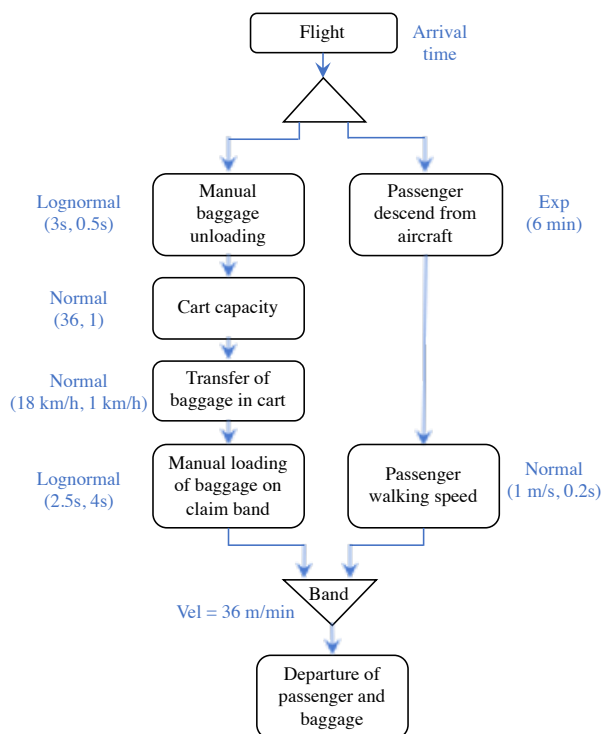 Flight
Arrival
time
Lognormal
(3s, 0.5s)
Manual
baggage
unloading
Passenger
descend from
aircraft
Exp
(6 min)
Normal
(36, 1)
Cart capacity
Normal
(18 km/h, 1 km/h)
Transfer of
baggage in cart
Lognormal
(2.5s, 4s)
Manual loading
of baggage on
claim band
Passenger
walking speed
Normal
(1 m/s, 0.2s)
Band
Vel = 36 m/min
Departure of
passenger and
baggage